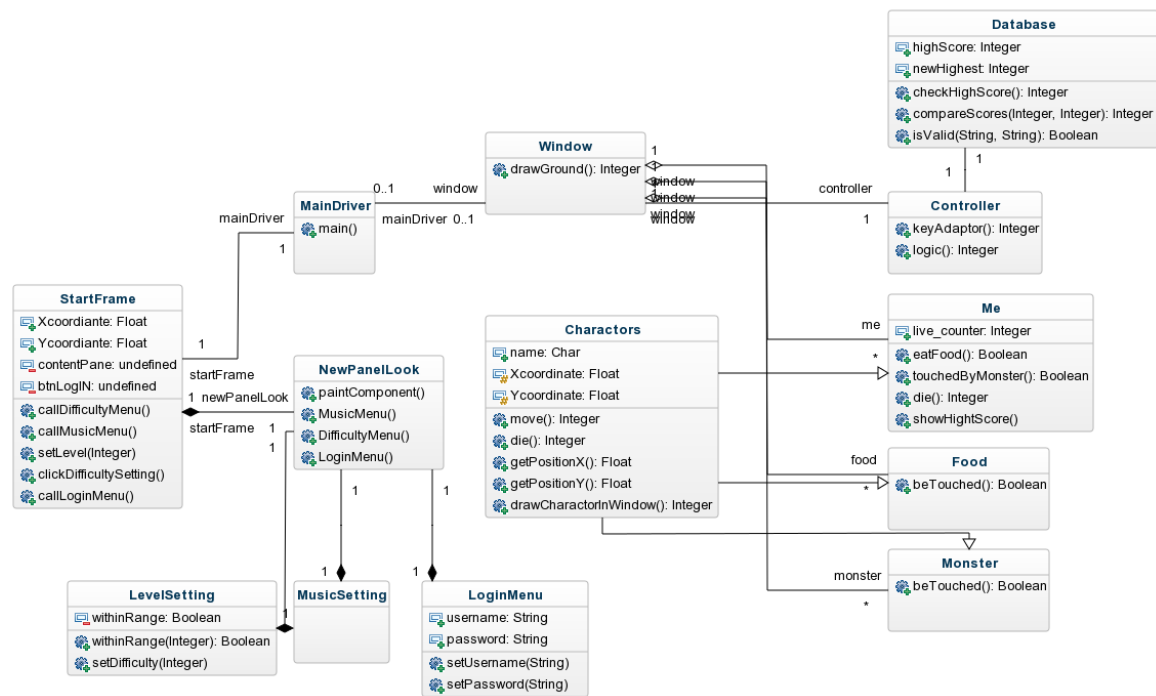 Database
highScore: Integer
newHighest: Integer
checkHighScore(): Integer
compareScores(Integer, Integer): Integer
isValid(String, String): Boolean
1
1
Window
drawGround(): Integer
1
1
window
window
1
window
window
controller
1
Controller
keyAdaptor(): Integer
logic(): Integer
0..1
window
mainDriver 0..1
MainDriver
main()
mainDriver
1
StartFrame
Xcoordiante: Float
Ycoordiante: Float
contentPane: undefined
btnLogIN: undefined
callDifficultyMenu()
callMusicMenu()
setLevel(Integer)
clickDifficultySetting()
callLoginMenu()
1
startFrame
1 newPanelLook
startFrame
1
1
NewPanelLook
paintComponent()
MusicMenu()
DifficultyMenu()
LoginMenu()
1
1
Charactors
name: Char
Xcoordinate: Float
Ycoordinate: Float
move(): Integer
die(): Integer
getPositionX(): Float
getPositionY(): Float
drawCharactorInWindow(): Integer
me
*
Me
live_counter: Integer
eatFood(): Boolean
touchedByMonster(): Boolean
die(): Integer
showHightScore()
food
*
Food
beTouched(): Boolean
monster
*
Monster
beTouched(): Boolean
LevelSetting
withinRange: Boolean
withinRange(Integer): Boolean
setDifficulty(Integer)
1
1
MusicSetting
1
LoginMenu
username: String
password: String
setUsername(String)
setPassword(String)